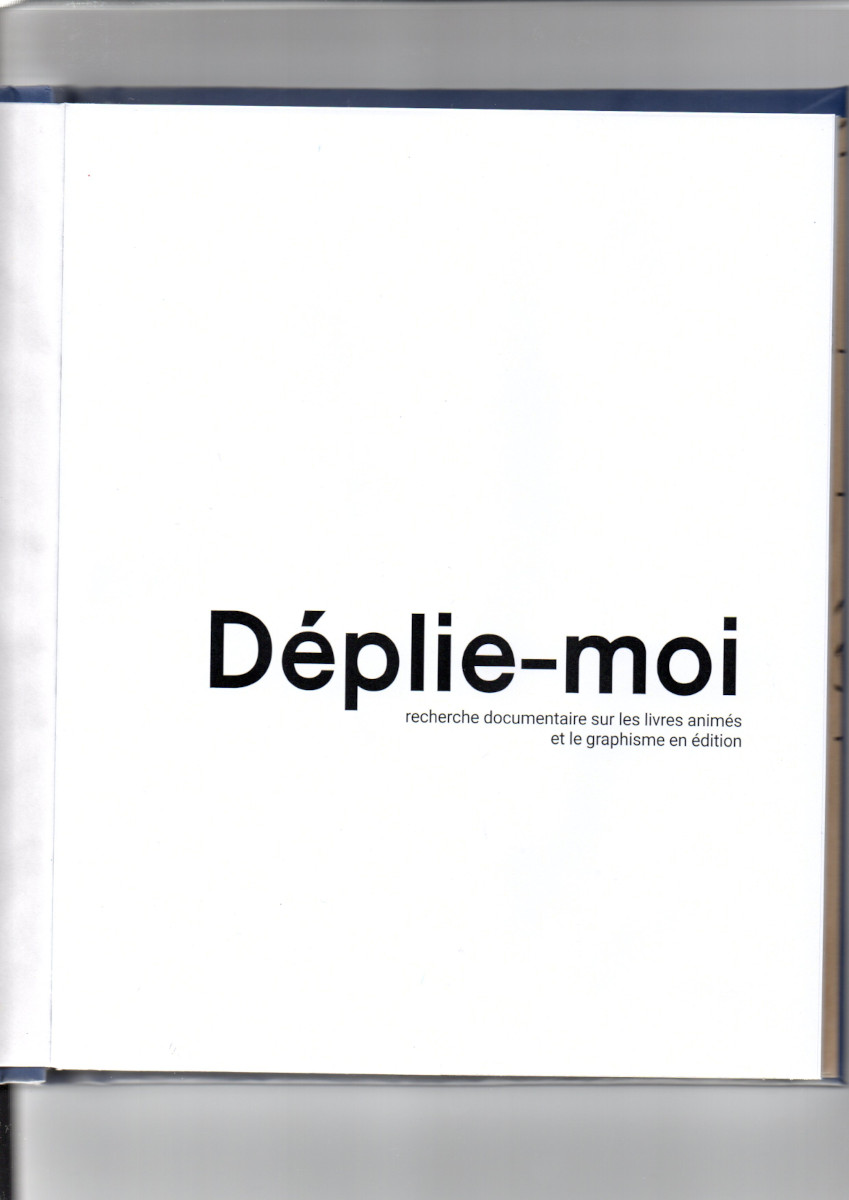 Déplie-moi
recherche documentaire sur les livres animés
et le graphisme en édition